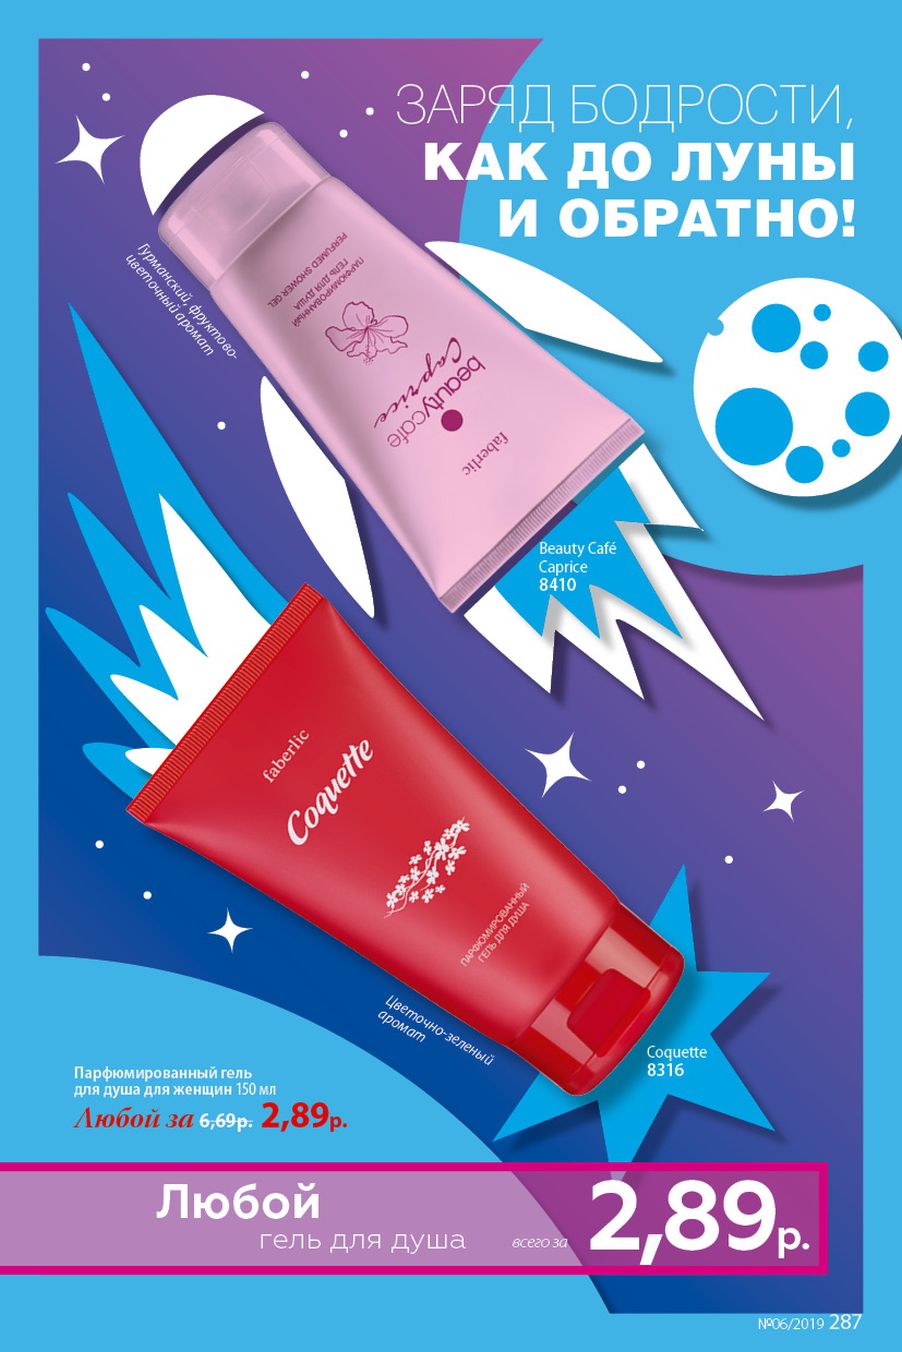 ЗАРЯД БОДРОСТИ,
КАК ДО ЛУНЫ
И ОБРАТНО!
Гурманский, фруктово-
цветочный аромат
ПАРФЮМИРОВАННЫЙ
ГЕЛЬ ДЛЯ ДУША
PERFUMED SHOWER GEL
beautycafe
Caprice
faberlic
Beauty Café
Caprice
8410
faberlic
Coquette
ПАРФЮМИРОВАННЫЙ
ГЕЛЬ ДЛЯ ДУША
Цветочно-зеленый
аромат
Coquette
8316
Парфюмированный гель
для душа для женщин 150 мл
Любой за 6,69р. 2,89р.
Любой
гель для душа
всего за 2,89р.
№06/2019 287